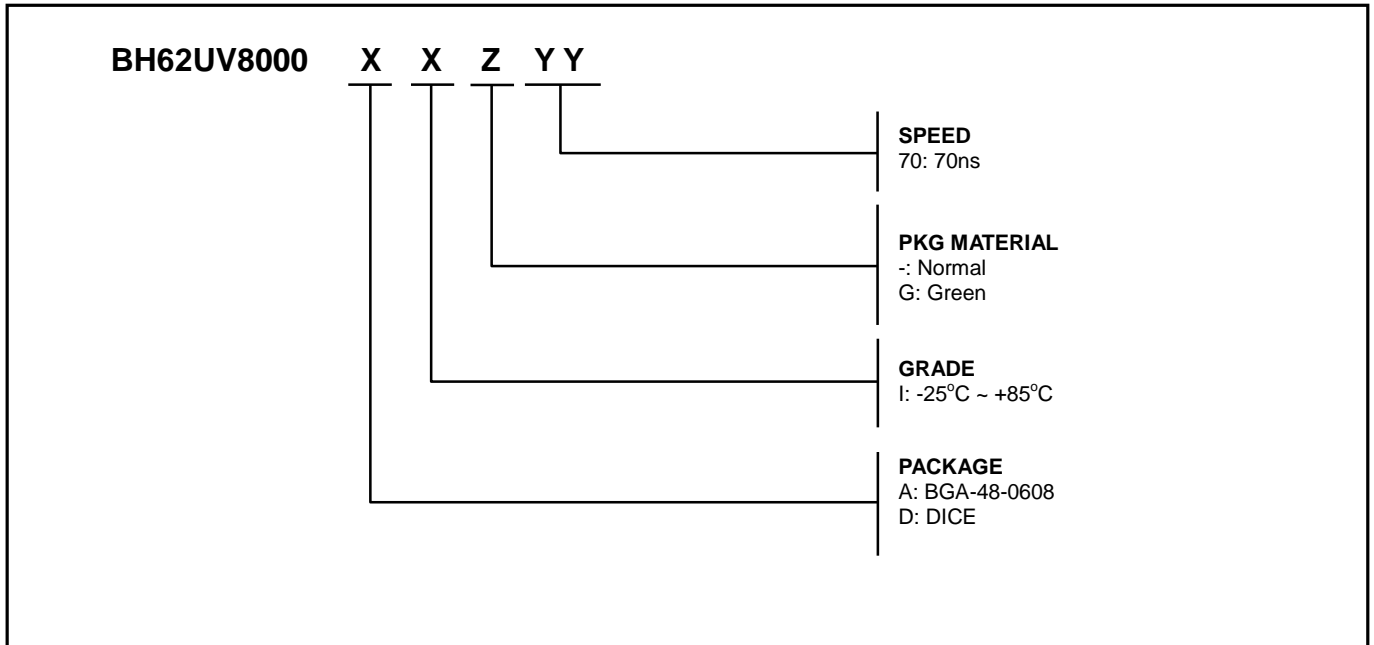 BH62UV8000 X X Z Y Y
SPEED
70: 70ns
PKG MATERIAL
-: Normal
G: Green
GRADE
I: -25°C ~ +85°C
PACKAGE
A: BGA-48-0608
D: DICE